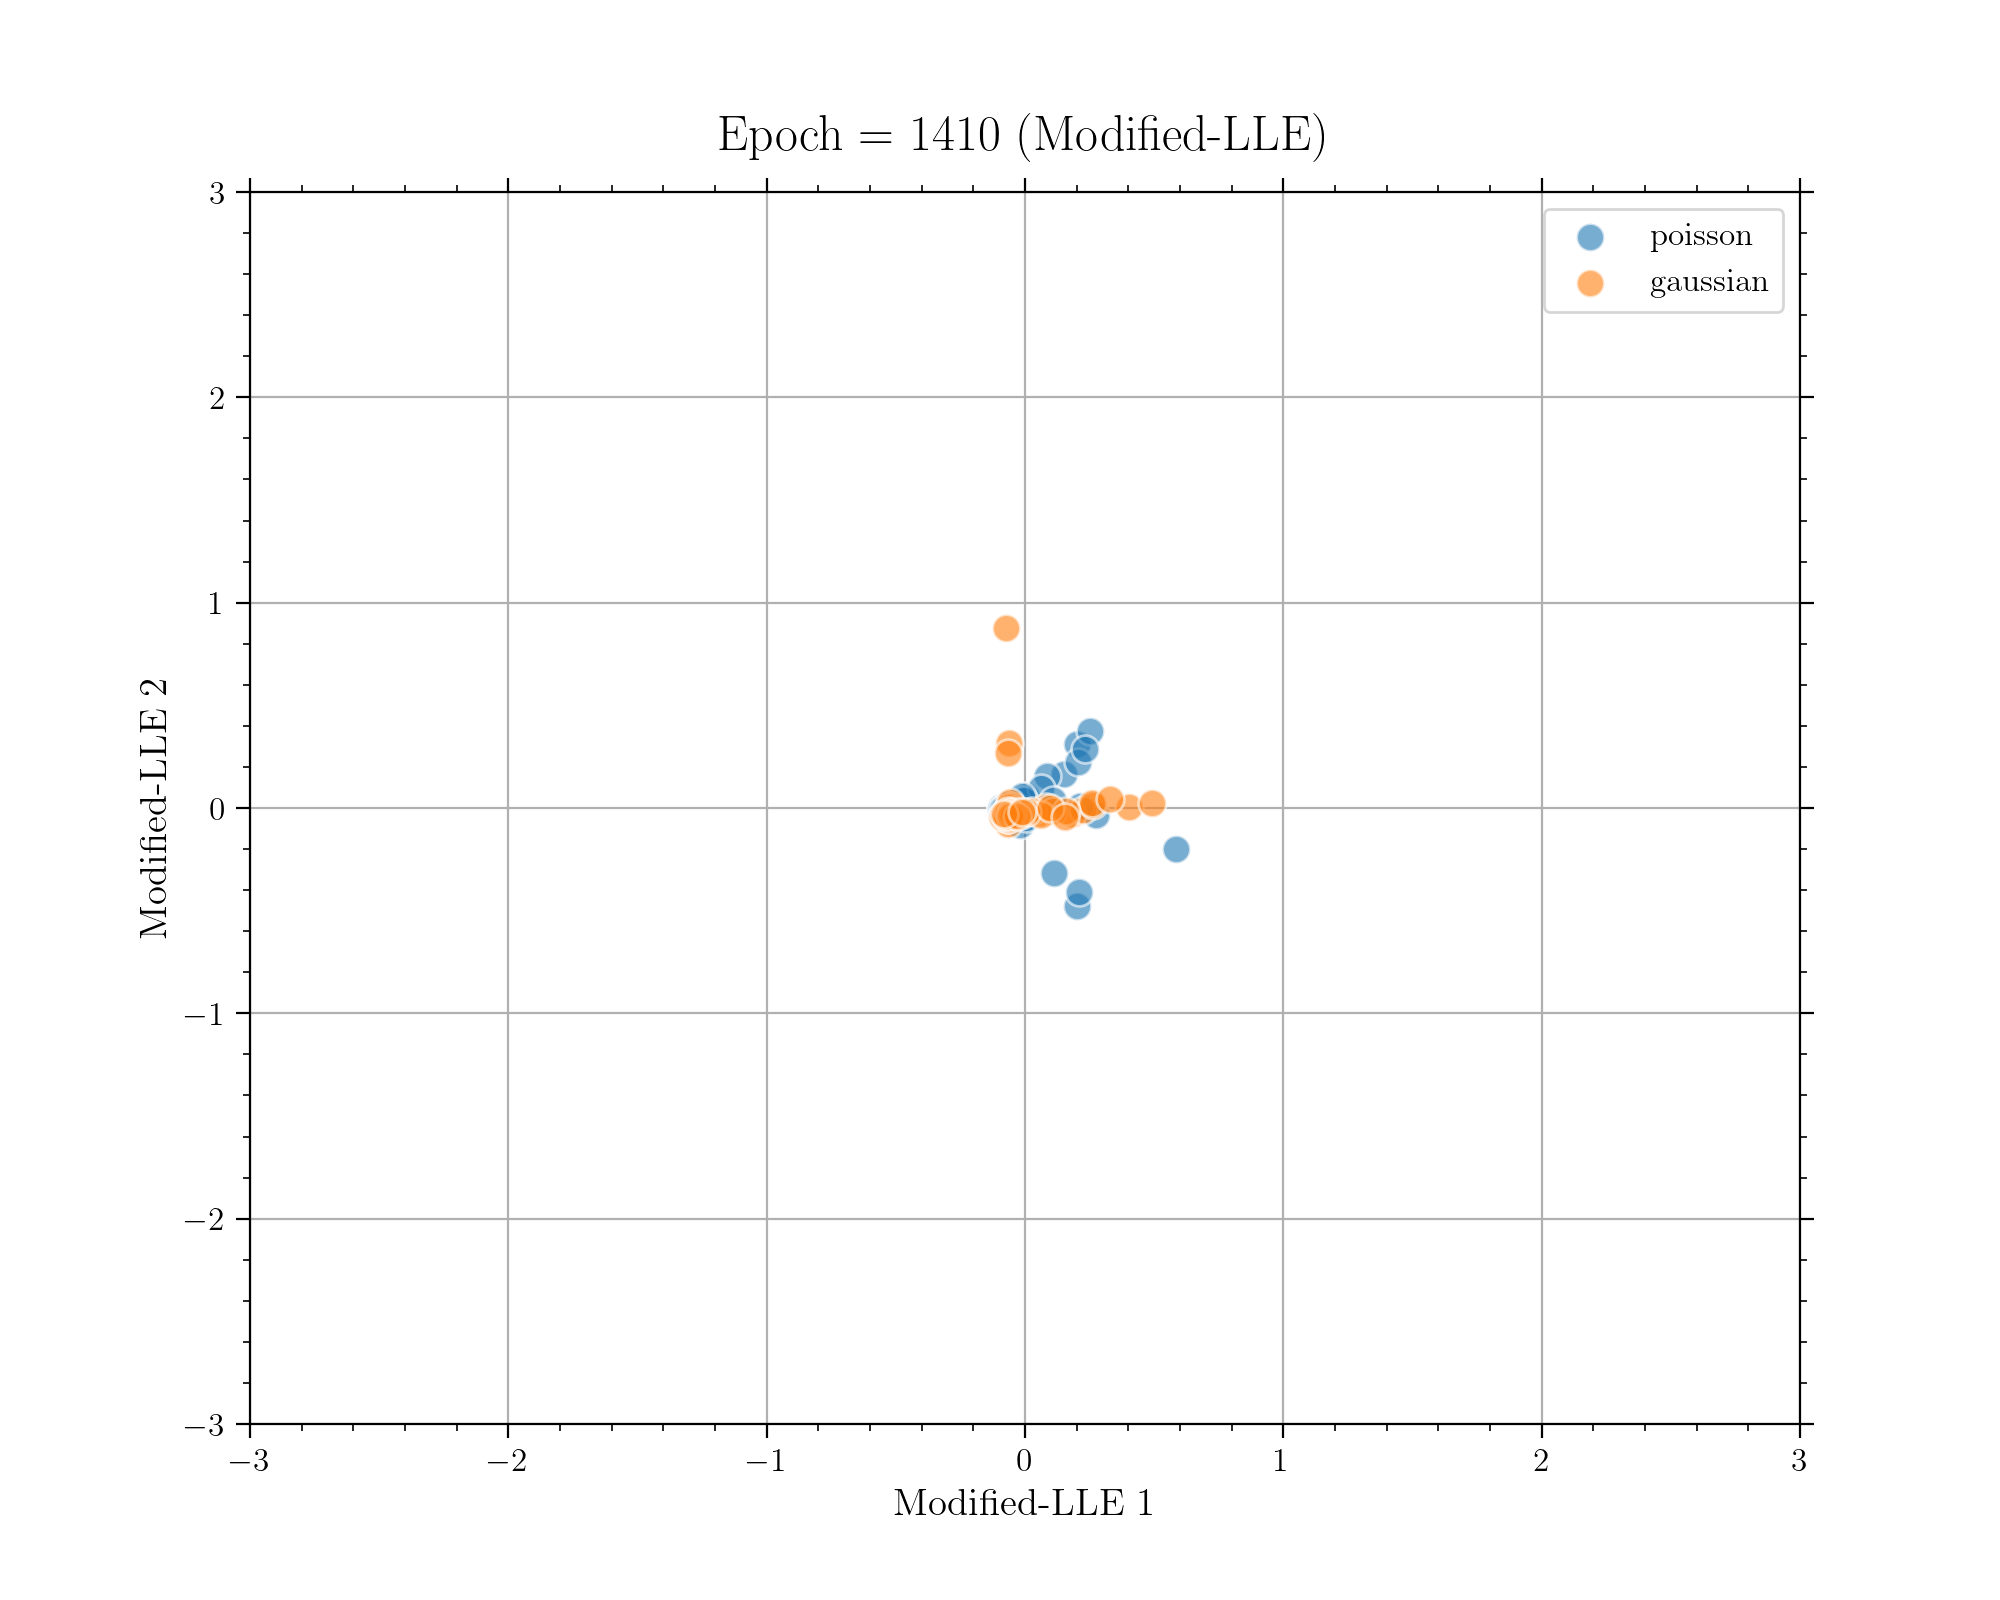 Epoch = 1410 (Modified-LLE)
poisson
gaussian
3
2
1
0
−1
−2
−3
Modified-LLE 2
−3 −2 −1 0 1 2 3
Modified-LLE 1